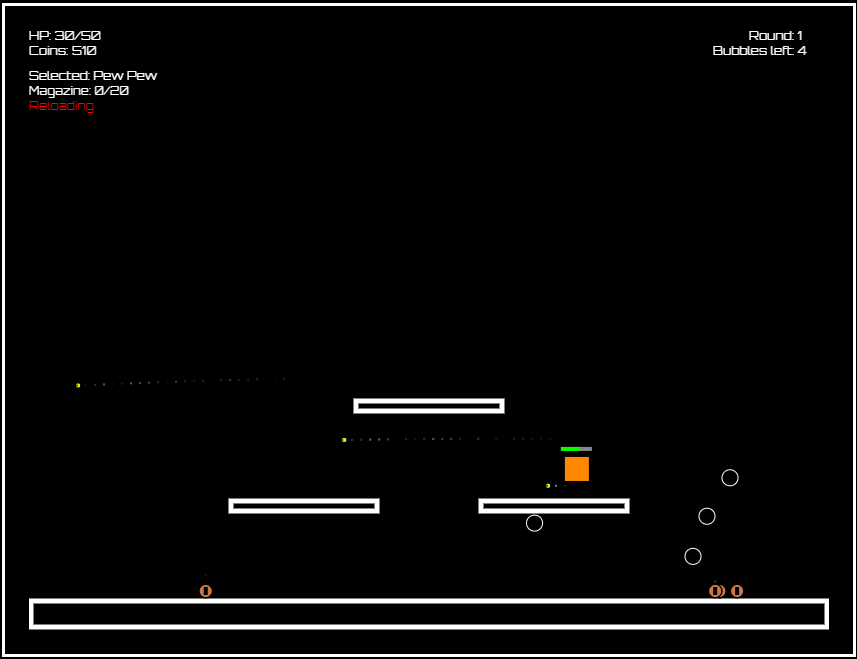 HP: 30/50
Coins: 510
Selected: Pew Pew
Magazine: 0/20
Reloading
Round: 1
Bubbles left: 4